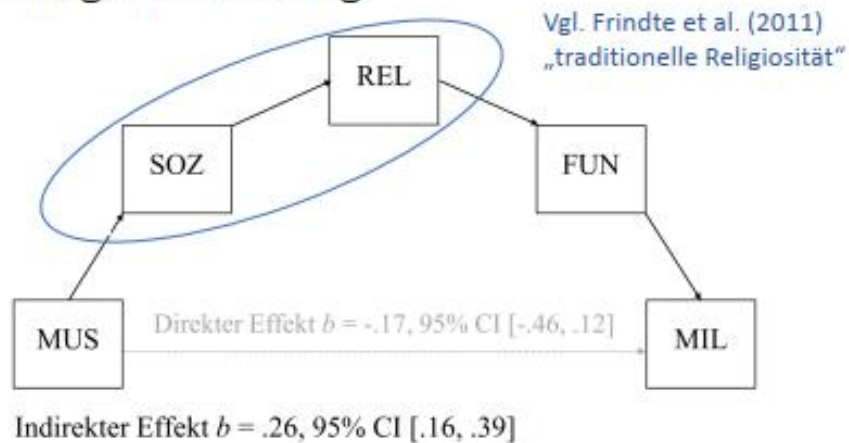 Vgl. Frindte et al. (2011)
„traditionelle Religiosität“
REL
SOZ
FUN
MUS
Direkter Effekt b = -.17, 95% CI [-.46, .12]
MIL
Indirekter Effekt b = .26, 95% CI [.16, .39]